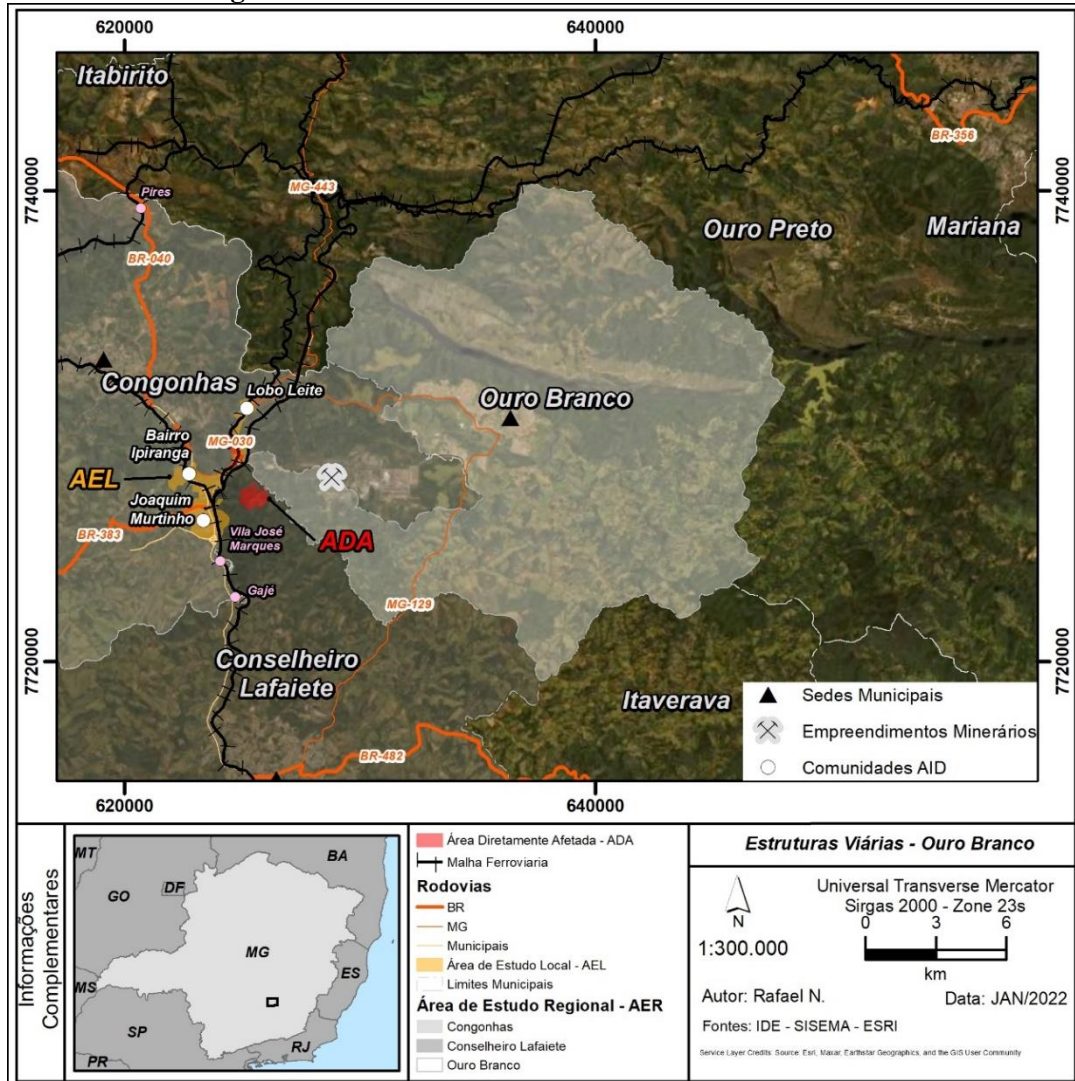 620000
640000
Itabirito
BR-356
7740000
7740000
MG-443
Pires
Ouro Preto
Mariana
BR-040
Congonhas
Lobo Leite
Ouro Branco
Bairro
Ipiranga
MG-030
AEL
Joaquim
Murtinho
BR-383
Vila José
Marques
ADA
Gajé
MG-129
Conselheiro
Lafaiete
7720000
7720000
Itaverava
BR-482
Sedes Municipais
Empreendimentos Minerários
Comunidades AID
620000
640000
Informações
Complementares
MT
BA
GO
DF
MG
ES
MS
SP
RJ
PR
Área Diretamente Afetada - ADA
Malha Ferroviaria
Rodovias
BR
MG
Municipais
Área de Estudo Local - AEL
Limites Municipais
Área de Estudo Regional - AER
Congonhas
Conselheiro Lafaiete
Ouro Branco
Estruturas Viárias - Ouro Branco
N
1:300.000
Universal Transverse Mercator
Sirgas 2000 - Zone 23s
0 3 6
km
Autor: Rafael N.
Data: JAN/2022
Fontes: IDE - SISEMA - ESRI
Service Layer Credits: Source: Esri, Maxar, Earthstar Geographics, and the GIS User Community